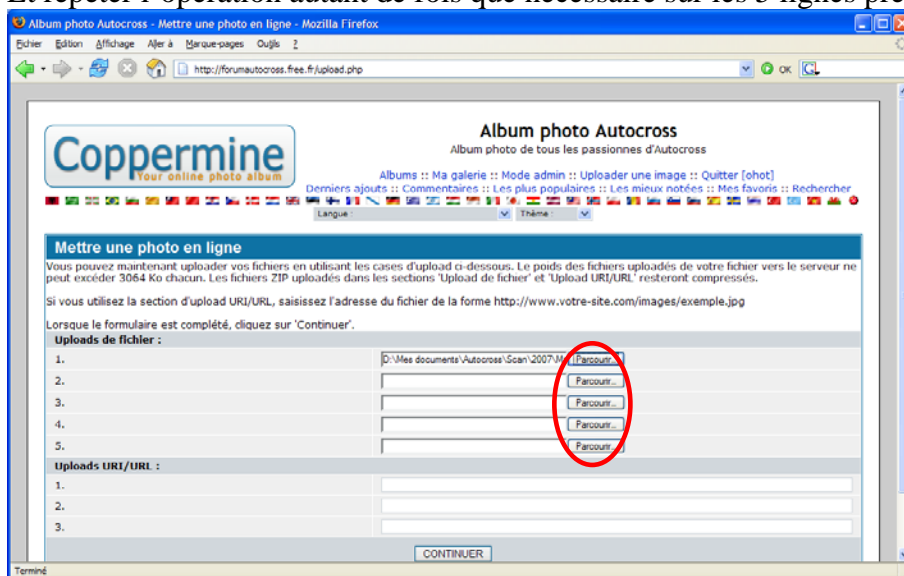 Et répéter l'opération autant de fois que nécessaire sur les 5 lignes
Album photo Autocross - Mettre une photo en ligne - Mozilla Firefox
Fichier Edition Affichage Aller à Marque-pages Outils ?
http://forumautocross.free.fr/upload.php OK
Coppermine
Your online photo album
Album photo Autocross
Album photo de tous les passionnes d'Autocross
Albums :: Ma galerie :: Mode admin :: Uploader une image :: Quitter [ohot]
Derniers ajouts :: Commentaires :: Les plus populaires :: Les mieux notées :: Mes favoris :: Rechercher
Langue : Thème :
Mettre une photo en ligne
Vous pouvez maintenant uploader vos fichiers en utilisant les cases d'upload ci-dessous. Le poids des fichiers uploadés de votre fichier vers le serveur ne
peut excéder 3064 Ko chacun. Les fichiers ZIP uploadés dans les sections 'Upload de fichier' et 'Upload URI/URL' resteront compressés.
Si vous utilisez la section d'upload URI/URL, saisissez l'adresse du fichier de la forme http://www.votre-site.com/images/exemple.jpg
Lorsque le formulaire est complété, cliquez sur 'Continuer'.
Uploads de fichier :
1. D:\Mes documents\Autocross\Scan\2007\M Parcourir...
2. Parcourir...
3. Parcourir...
4. Parcourir...
5. Parcourir...
Uploads URI/URL :
1.
2.
3.
CONTINUER
Terminé